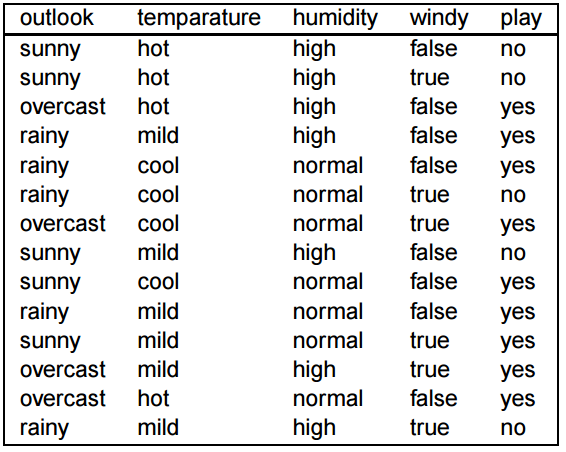 outlook temparature humidity windy play
sunny hot high false no
sunny hot high true no
overcast hot high false yes
rainy mild high false yes
rainy cool normal false yes
rainy cool normal true no
overcast cool normal true yes
sunny mild high false no
sunny cool normal false yes
rainy mild normal false yes
sunny mild normal true yes
overcast mild high true yes
overcast hot normal false yes
rainy mild high true no